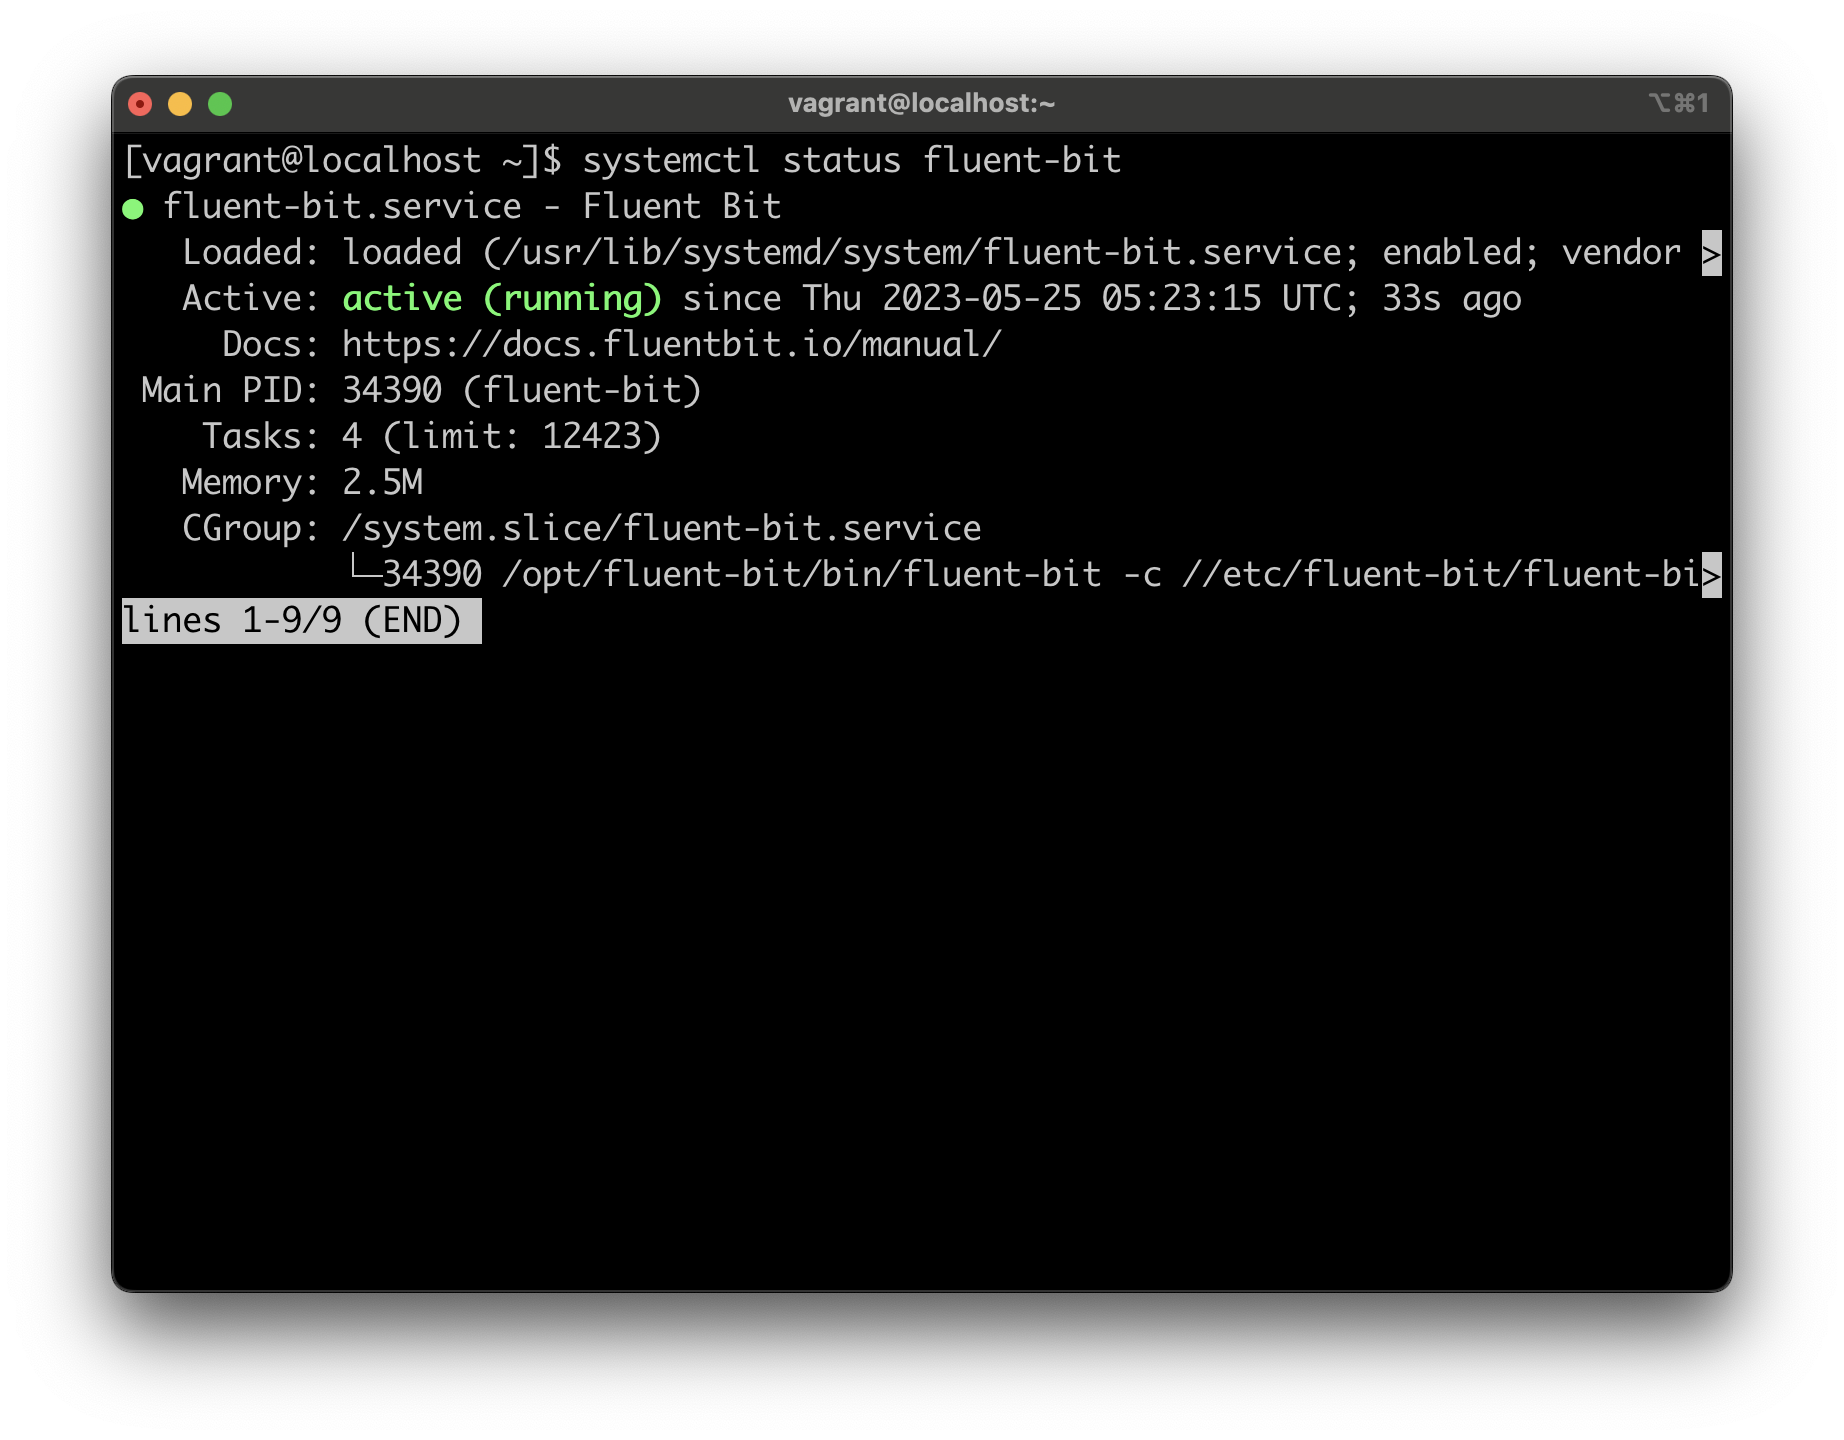 vagrant@localhost:~ ⌥⌘1
[vagrant@localhost ~]$ systemctl status fluent-bit
● fluent-bit.service - Fluent Bit
   Loaded: loaded (/usr/lib/systemd/system/fluent-bit.service; enabled; vendor >
   Active: active (running) since Thu 2023-05-25 05:23:15 UTC; 33s ago
     Docs: https://docs.fluentbit.io/manual/
 Main PID: 34390 (fluent-bit)
    Tasks: 4 (limit: 12423)
   Memory: 2.5M
   CGroup: /system.slice/fluent-bit.service
           └─34390 /opt/fluent-bit/bin/fluent-bit -c //etc/fluent-bit/fluent-bi>
lines 1-9/9 (END)